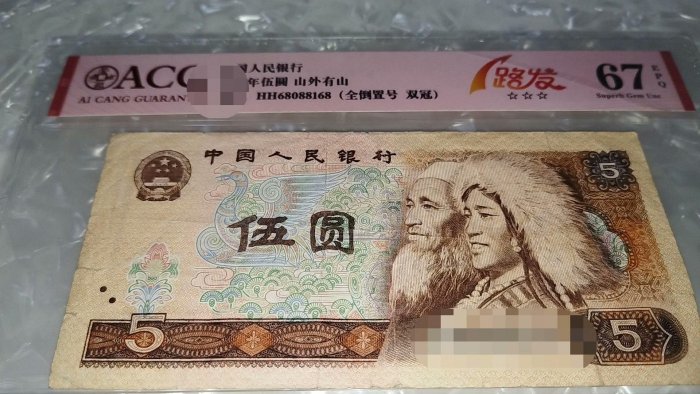 ACG
国人民银行
年伍圆 山外有山
AI CANG GUARAN
HH68088168（全倒置号 双冠）
路发
☆☆☆
67 EPQ
Superb Gem Unc
中国人民银行
5
伍圆
5
5